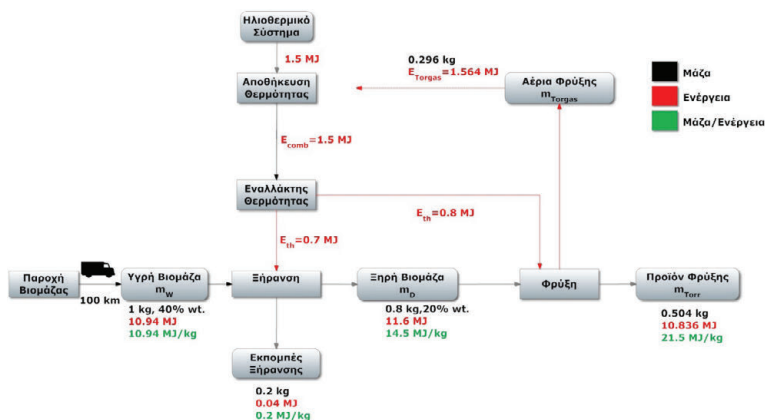 Ηλιοθερμικό
Σύστημα
1.5 MJ
Αποθήκευση
Θερμότητας
0.296 kg
E_Torgas=1.564 MJ
Αέρια Φρύξης
m_Torgas
Μάζα
Ενέργεια
Μάζα/Ενέργεια
E_comb=1.5 MJ
Εναλλάκτης
Θερμότητας
E_th=0.8 MJ
E_th=0.7 MJ
Παροχή
Βιομάζας
100 km
Υγρή Βιομάζα
m_W
1 kg, 40% wt.
10.94 MJ
10.94 MJ/kg
Ξήρανση
Ξηρή Βιομάζα
m_D
0.8 kg,20% wt.
11.6 MJ
14.5 MJ/kg
Φρύξη
Προϊόν Φρύξης
m_Torr
0.504 kg
10.836 MJ
21.5 MJ/kg
Εκπομπές
Ξήρανσης
0.2 kg
0.04 MJ
0.2 MJ/kg